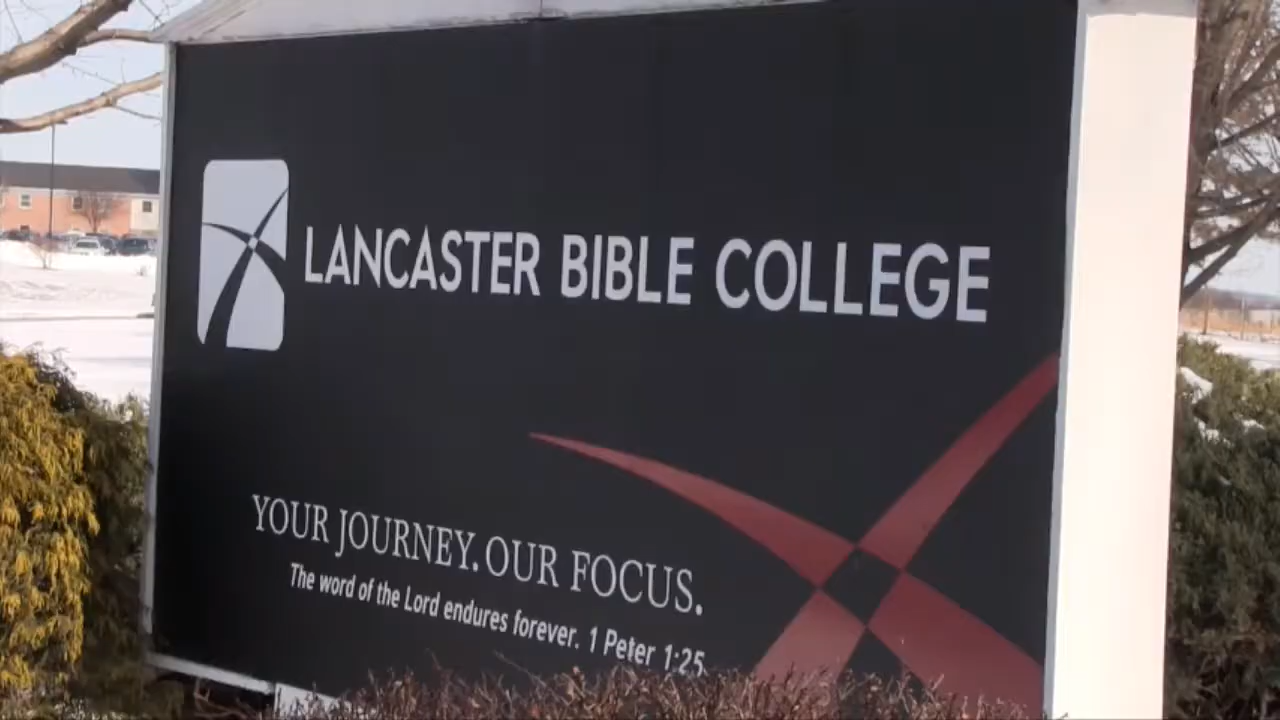 LANCASTER BIBLE COLLEGE
YOUR JOURNEY. OUR FOCUS.
The word of the Lord endures forever. 1 Peter 1:25